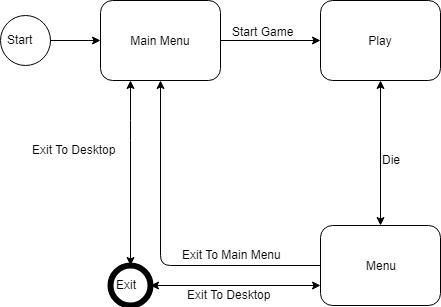 Start
Main Menu
Start Game
Play
Exit To Desktop
Die
Exit To Main Menu
Menu
Exit
Exit To Desktop